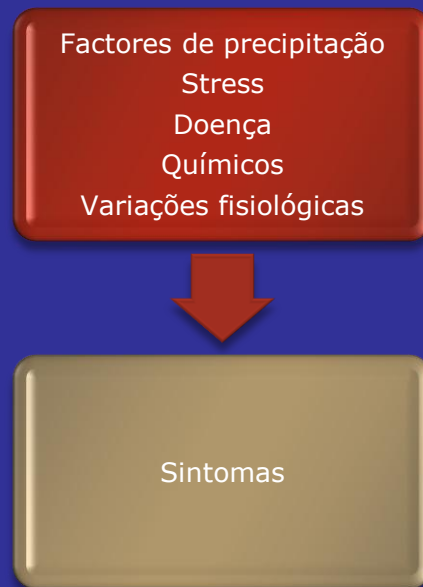 Factores de precipitação
Stress
Doença
Químicos
Variações fisiológicas
Sintomas